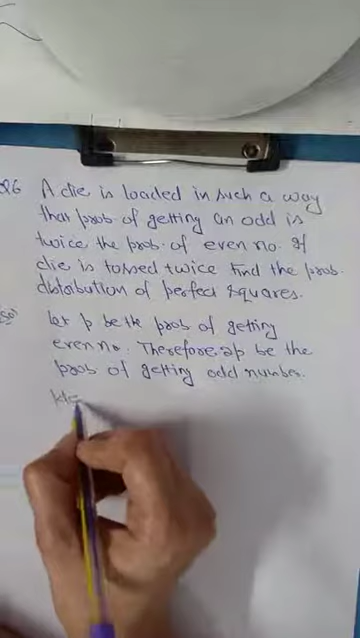 Q6 A die is loaded in such a way
that prob of getting an odd is
twice the prob. of even no. If
die is tossed twice Find the prob.
distribution of perfect squares.
Sol let p be the prob of getting
even no. Therefore 2p be the
prob of getting odd number.